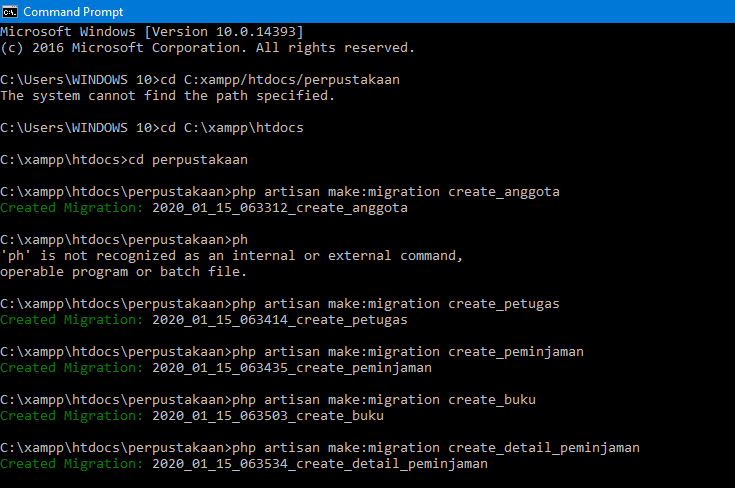 Command Prompt
Microsoft Windows [Version 10.0.14393]
(c) 2016 Microsoft Corporation. All rights reserved.
C:\Users\WINDOWS 10>cd C:xampp/htdocs/perpustakaan
The system cannot find the path specified.
C:\Users\WINDOWS 10>cd C:\xampp\htdocs
C:\xampp\htdocs>cd perpustakaan
C:\xampp\htdocs\perpustakaan>php artisan make:migration create_anggota
Created Migration: 2020_01_15_063312_create_anggota
C:\xampp\htdocs\perpustakaan>ph
'ph' is not recognized as an internal or external command,
operable program or batch file.
C:\xampp\htdocs\perpustakaan>php artisan make:migration create_petugas
Created Migration: 2020_01_15_063414_create_petugas
C:\xampp\htdocs\perpustakaan>php artisan make:migration create_peminjaman
Created Migration: 2020_01_15_063435_create_peminjaman
C:\xampp\htdocs\perpustakaan>php artisan make:migration create_buku
Created Migration: 2020_01_15_063503_create_buku
C:\xampp\htdocs\perpustakaan>php artisan make:migration create_detail_peminjaman
Created Migration: 2020_01_15_063534_create_detail_peminjaman